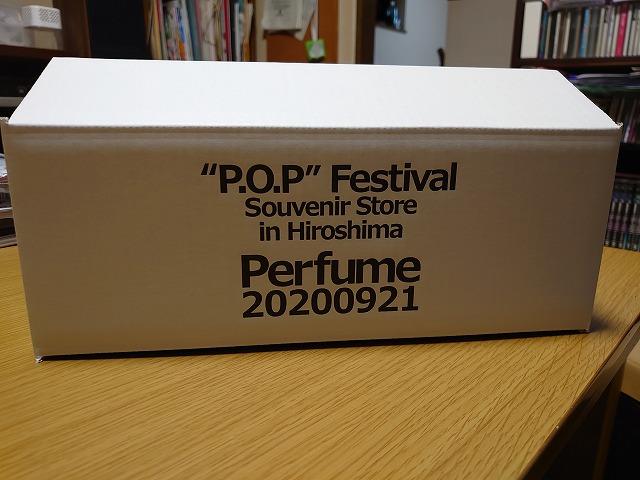 “P.O.P” Festival
Souvenir Store
in Hiroshima
Perfume
20200921